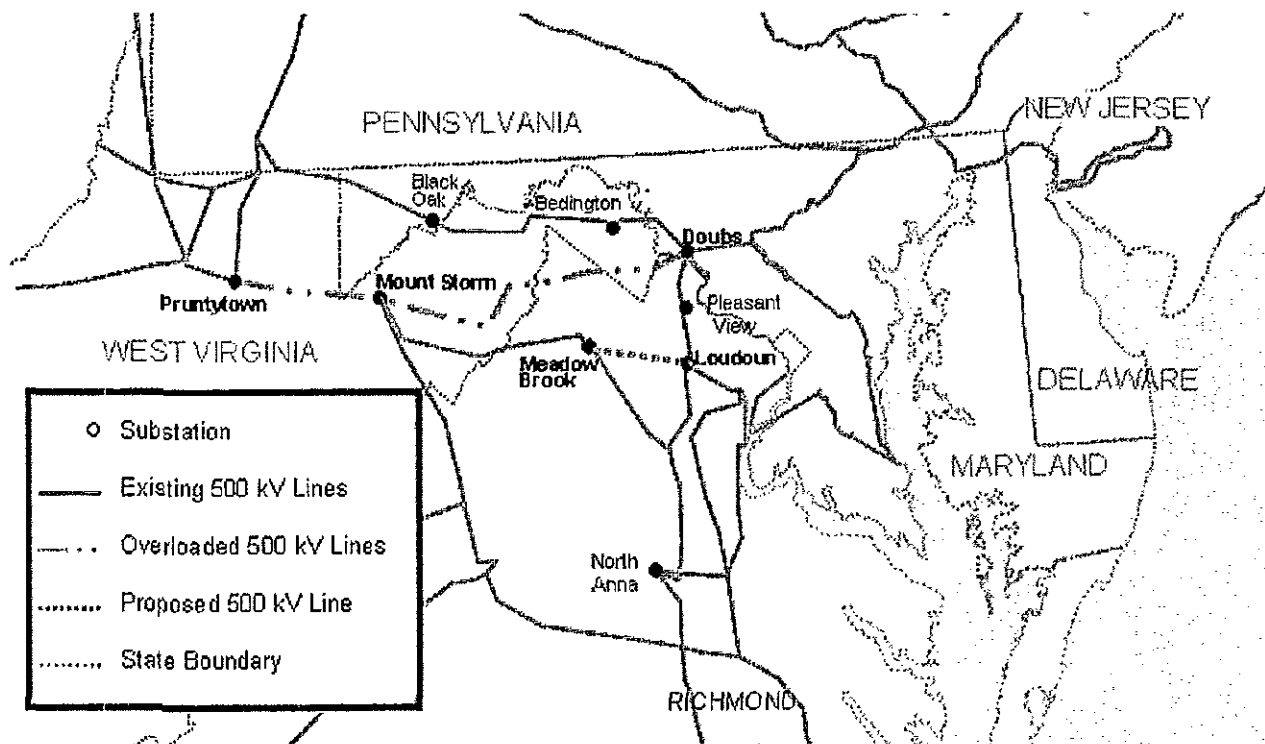 PENNSYLVANIA
NEW JERSEY
Black
Oak
Bedington
Doubs
Mount Storm
Pruntytown
Pleasant
View
WEST VIRGINIA
Meadow
Brook
Loudoun
DELAWARE
MARYLAND
Substation
Existing 500 kV Lines
Overloaded 500 kV Lines
Proposed 500 kV Line
State Boundary
North
Anna
RICHMOND